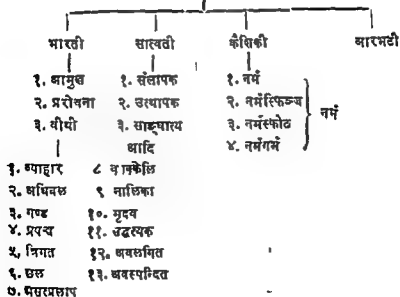 भारती सात्वती कैशिकी आरभटी
१. आमुख १. संलापक १. नर्म
२. प्ररोचना २. उत्थापक २. नर्मस्फिञ्ज नर्म
३. वीथी ३. साङ्घात्य ३. नर्मस्फोठ
आदि ४. नर्मगर्म
१. व्याहार ८ वाक्केलि
२. अधिवल ९ नालिका
३. गण्ड १०. मृदव
४. प्रपञ्च ११. उद्धत्यक
५. त्रिगत १२. अवलगित
६. छल १३. अवस्पन्दित
७. असत्प्रलाप